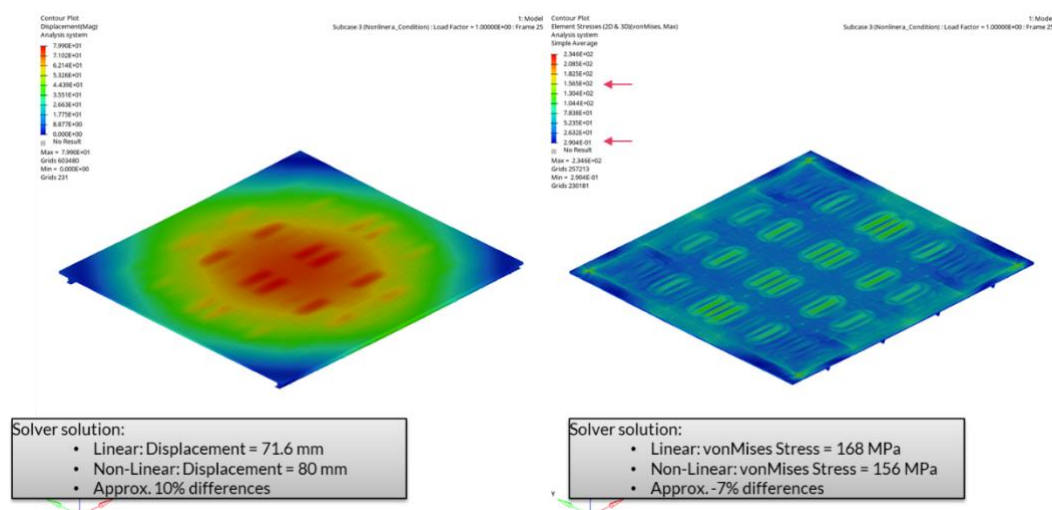 Contour Plot
Displacement(Mag)
Analysis system
7.990E+01
7.102E+01
6.214E+01
5.326E+01
4.439E+01
3.551E+01
2.663E+01
1.775E+01
8.877E+00
0.000E+00
No Result
Max = 7.990E+01
Grids 603480
Min = 0.000E+00
Grids 231
1: Model
Subcase 3 (Nonlinera_Condition) : Load Factor = 1.00000E+00 : Frame 25
Contour Plot
Element Stresses (2D & 3D)(vonMises, Max)
Analysis system
Simple Average
2.346E+02
2.085E+02
1.825E+02
1.565E+02
1.304E+02
1.044E+02
7.838E+01
5.235E+01
2.632E+01
2.904E-01
No Result
Max = 2.346E+02
Grids 257213
Min = 2.904E-01
Grids 230181
1: Model
Subcase 3 (Nonlinera_Condition) : Load Factor = 1.00000E+00 : Frame 25
Solver solution:
• Linear: Displacement = 71.6 mm
• Non-Linear: Displacement = 80 mm
• Approx. 10% differences
Solver solution:
• Linear: vonMises Stress = 168 MPa
• Non-Linear: vonMises Stress = 156 MPa
• Approx. -7% differences
Y